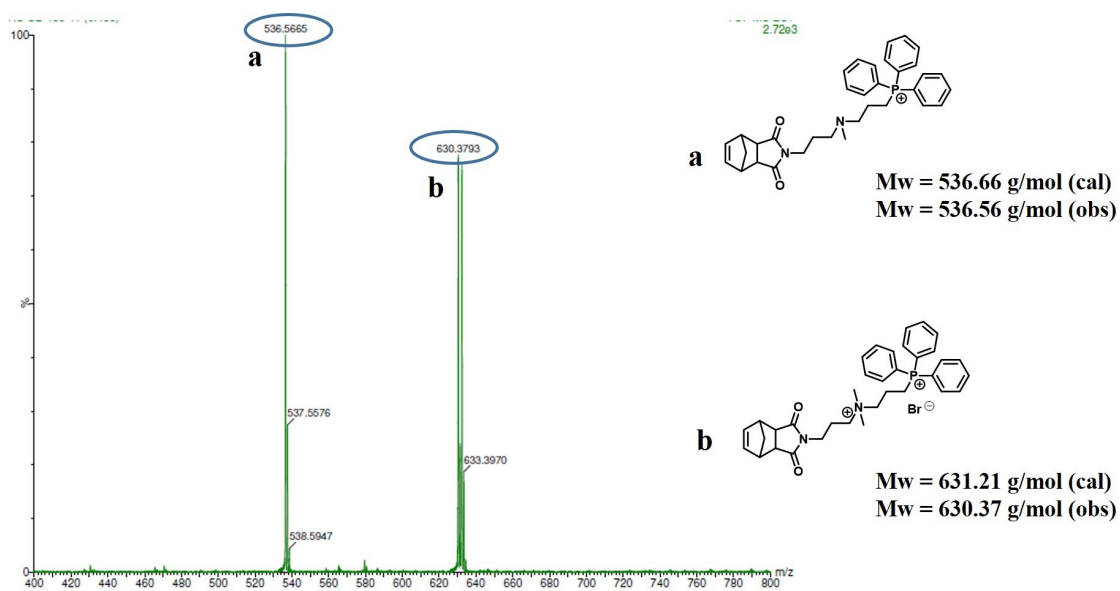 2.72e3
100
536.5665
a
630.3793
b
%
537.5576
633.3970
538.5947
0
400 420 440 460 480 500 520 540 560 580 600 620 640 660 680 700 720 740 760 780 800 m/z
P
⊕
N
O
N
O
a
Mw = 536.66 g/mol (cal)
Mw = 536.56 g/mol (obs)
P
⊕
Br ⊖
⊕
N
O
N
O
b
Mw = 631.21 g/mol (cal)
Mw = 630.37 g/mol (obs)